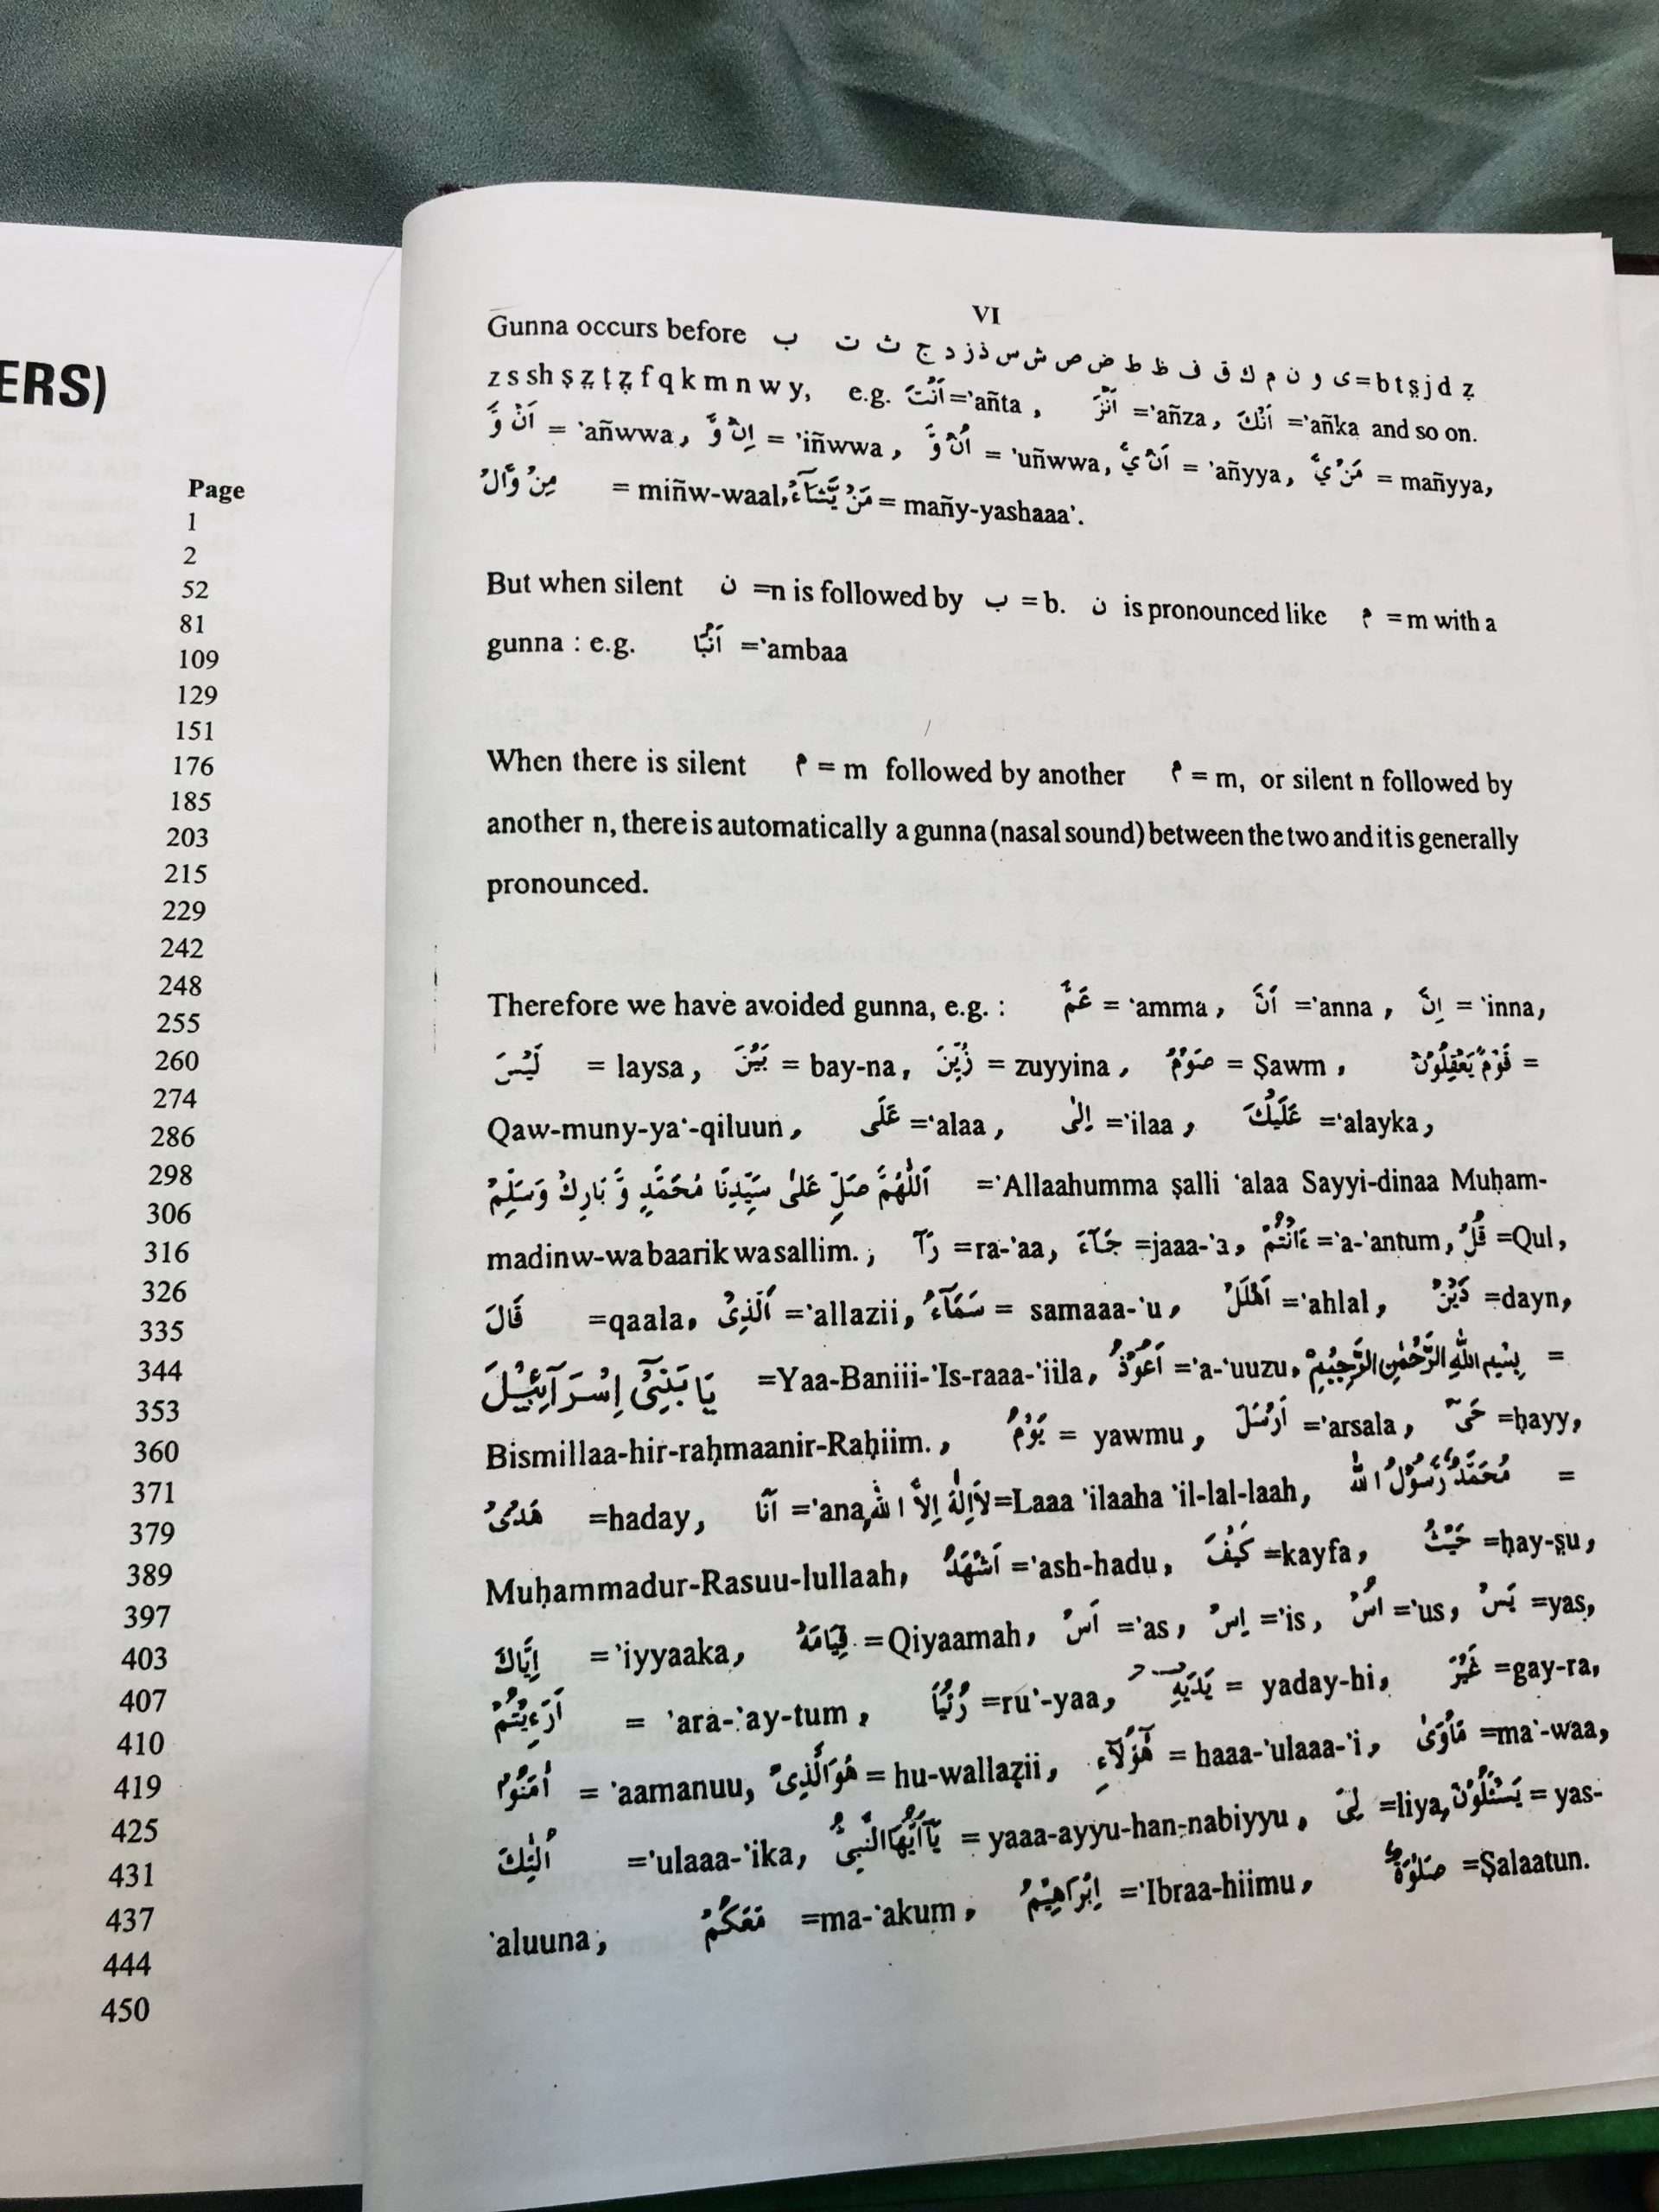 ERS)
Page
1
2
52
81
109
129
151
176
185
203
215
229
242
248
255
260
274
286
298
306
316
326
335
344
353
360
371
379
389
397
403
407
410
419
425
431
437
444
450
VI
Gunna occurs before ب ت ث ج د ذ ز س ش ص ض ط ظ ف ق ك م ن و ى =b t s̤ j d ẓ
z s sh ṣ ẓ ṭ ẓ f q k m n w y, e.g. اَنْتَ ='añta , اَنْزَ ='añza , اَنْكَ ='añka and so on.
اَنْ وَّ = 'añwwa , اِنْ وَّ = 'iñwwa , اُنْ وَّ = 'uñwwa, اَنْ يَّ = 'añyya , مَنْ يَّ = mañyya,
مِنْ وَّالْ = miñw-waal, مَنْ يَّشَآءُ = mañy-yashaaa'.
But when silent ن =n is followed by ب = b. ن is pronounced like م =m with a
gunna : e.g. اَنْبَا ='ambaa
When there is silent م = m followed by another م = m, or silent n followed by
another n, there is automatically a gunna (nasal sound) between the two and it is generally
pronounced.
Therefore we have avoided gunna, e.g. : عَمَّ = ‘amma , اَنَّ ='anna , اِنَّ = 'inna,
لَيْسَ = laysa , بَيْنَ = bay-na , زُيِّنَ = zuyyina , صَوْمْ = Ṣawm , قَوْمٌ يَّعْقِلُوْنْ =
Qaw-muny-ya‘-qiluun , عَلَى =‘alaa , اِلٰى ='ilaa , عَلَيْكَ =‘alayka ,
اَللّٰهُمَّ صَلِّ عَلىٰ سَيِّدِنَا مُحَمَّدٍ وَّ بَارِكْ وَسَلِّمْ ='Allaahumma ṣalli ‘alaa Sayyi-dinaa Muḥam-
madinw-wa baarik wa sallim. , رَآ =ra-'aa, جَآءَ =jaaa-'a , ءَاَنْتُمْ ='a-'antum , قُلْ =Qul ,
قَالَ =qaala, اَلَّذِىْ ='allazii, سَمَآءُ = samaaa-'u , اَهْلَلْ ='ahlal , دَيْنْ =dayn,
يَا بَنِىْٓ اِسْرَآئِيْلَ =Yaa-Baniii-'Is-raaa-'iila , اَعُوْذُ ='a-‘uuzu, بِسْمِ اللّٰهِ الرَّحْمٰنِ الرَّحِيْمِ =
Bismillaa-hir-raḥmaanir-Raḥiim. , يَوْمُ = yawmu , اَرْسَلَ ='arsala , حَىّ =ḥayy,
هَدَىْ =haday, اَنَا ='ana, لَآ اِلٰهَ اِلاَّ الله =Laaa 'ilaaha 'il-lal-laah , مُحَمَّدٌ رَّسُوْلُ الله =
Muḥammadur-Rasuu-lullaah, اَشْهَدُ ='ash-hadu , كَيْفَ =kayfa , حَيْثُ =ḥay-s̤u ,
اِيَّاكَ = 'iyyaaka, قِيَامَهْ =Qiyaamah , اَسْ ='as , اِسْ ='is , اُسْ ='us , يَسْ =yas,
اَرَءَيْتُمْ = 'ara-'ay-tum , رُءْيَا =ru'-yaa, يَدَيْهِ = yaday-hi, غَيْرَ =gay-ra,
اٰمَنُوْا = 'aamanuu, هُوَالَّذِىْ = hu-wallaẓii , هٰٓؤُلَآءِ = haaa-'ulaaa-'i , مَأْوٰى =ma'-waa,
اُلٰٓئِكَ ='ulaaa-'ika, يَآاَيُّهَاالنَّبِىُّ = yaaa-ayyu-han-nabiyyu , لِىَ =liya, يَسْئَلُوْنَ = yas-
'aluuna , مَعَكُمْ =ma-‘akum , اِبْرَاهِيْمُ ='Ibraa-hiimu , صَلٰوةٌ =Ṣalaatun.